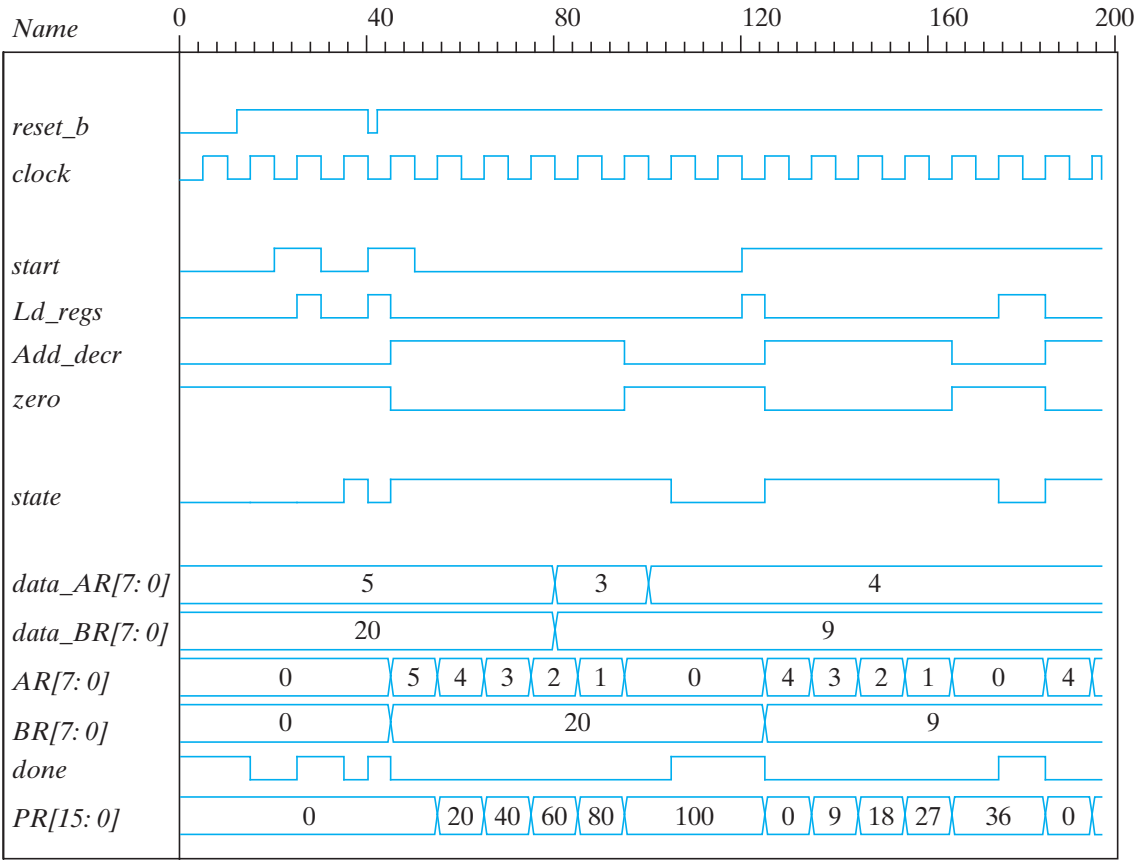 Name 0 40 80 120 160 200
reset_b
clock
start
Ld_regs
Add_decr
zero
state
data_AR[7: 0] 5 3 4
data_BR[7: 0] 20 9
AR[7: 0] 0 5 4 3 2 1 0 4 3 2 1 0 4
BR[7: 0] 0 20 9
done
PR[15: 0] 0 20 40 60 80 100 0 9 18 27 36 0